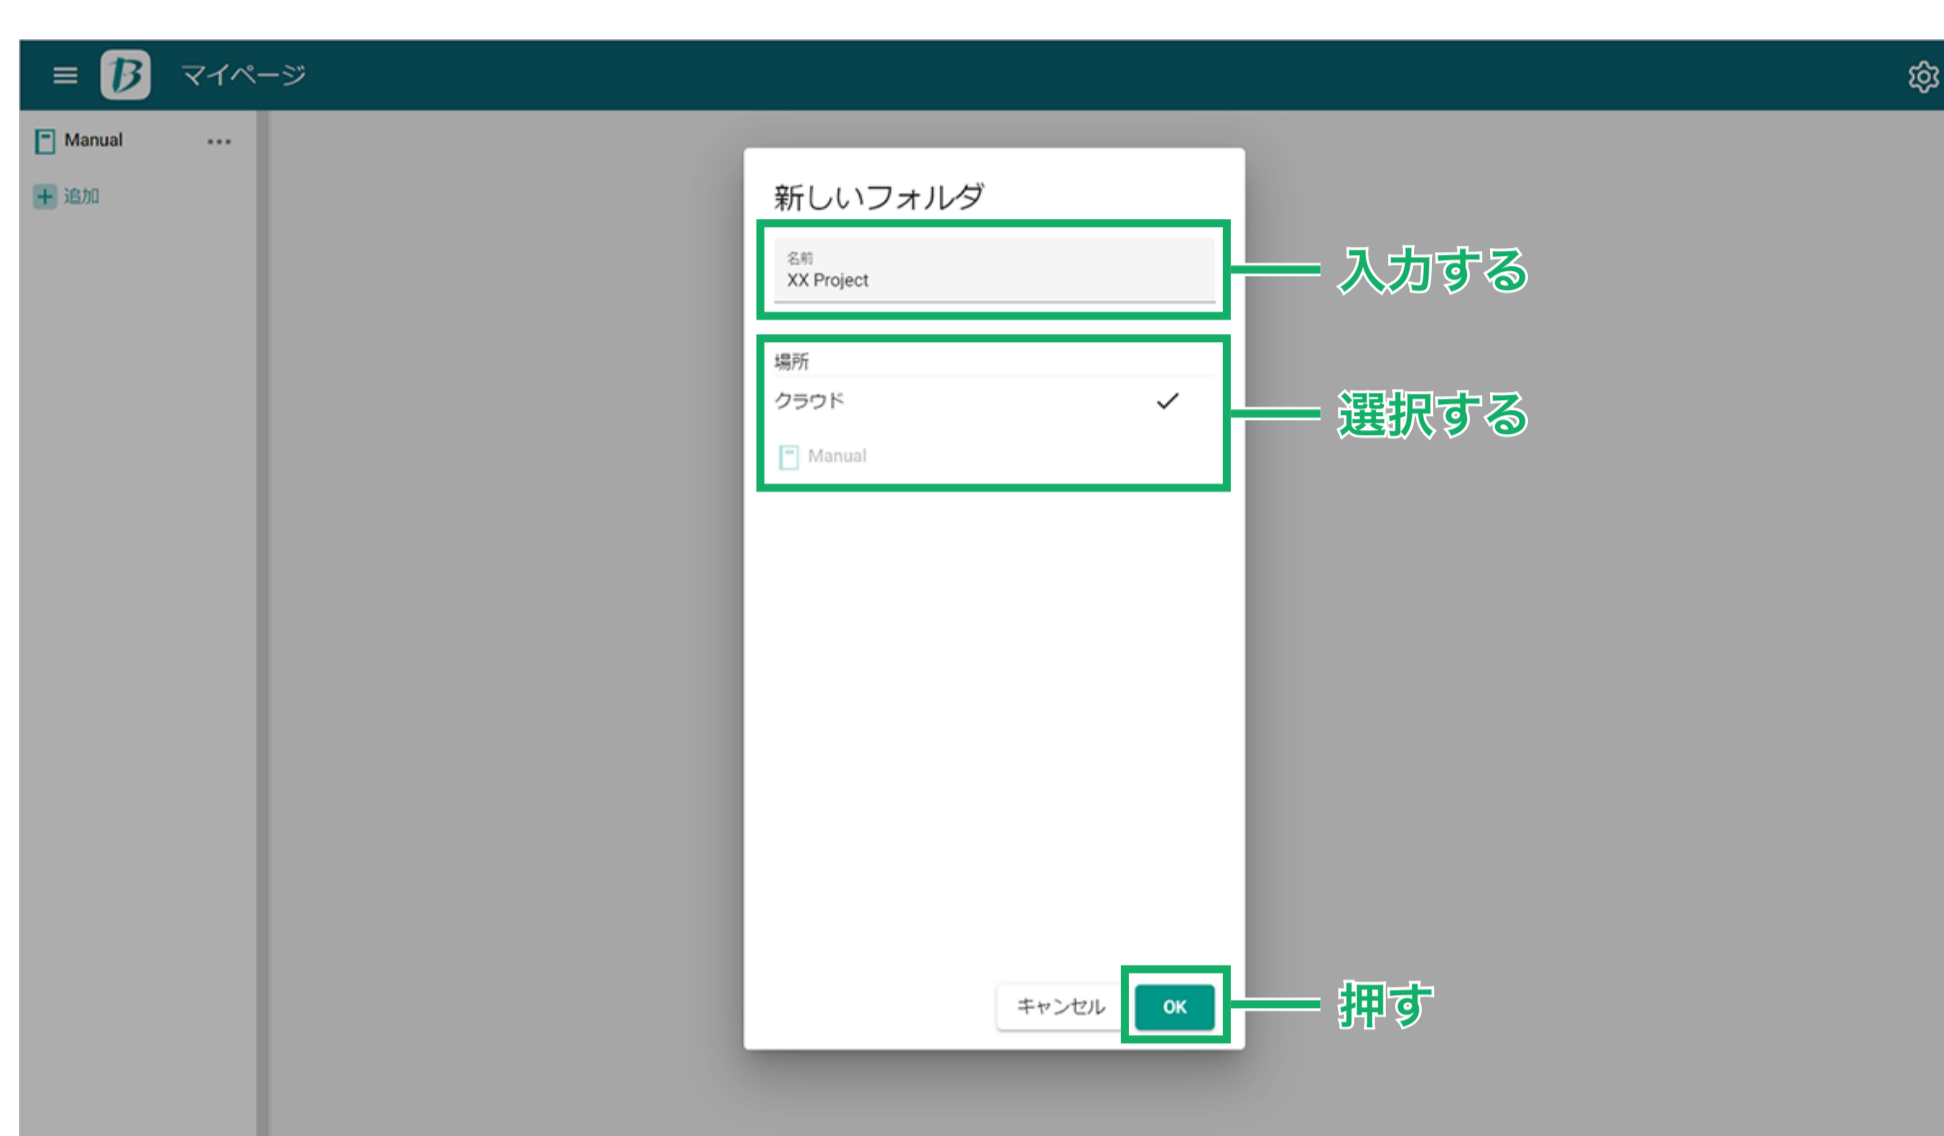 マイページ
Manual
追加
新しいフォルダ
名前
XX Project
入力する
場所
クラウド
選択する
Manual
キャンセル
OK
押す